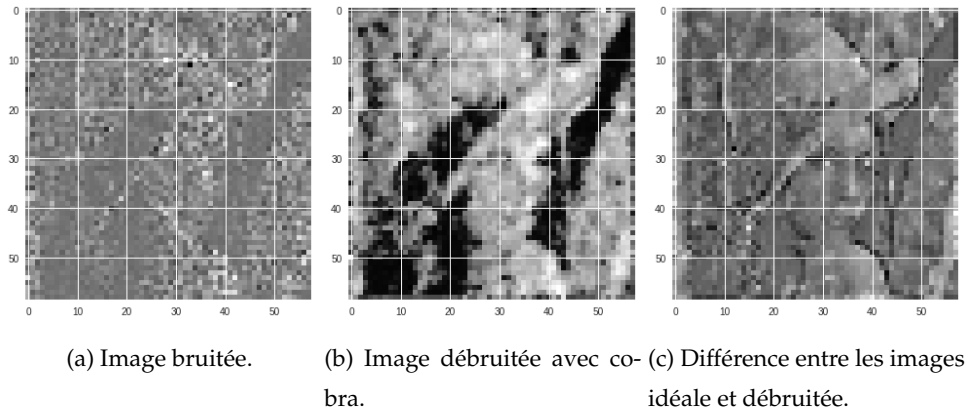 0
10
20
30
40
50
0 10 20 30 40 50
0
10
20
30
40
50
0 10 20 30 40 50
0
10
20
30
40
50
0 10 20 30 40 50
(a) Image bruitée.
(b) Image débruitée avec co-
bra.
(c) Différence entre les images
idéale et débruitée.